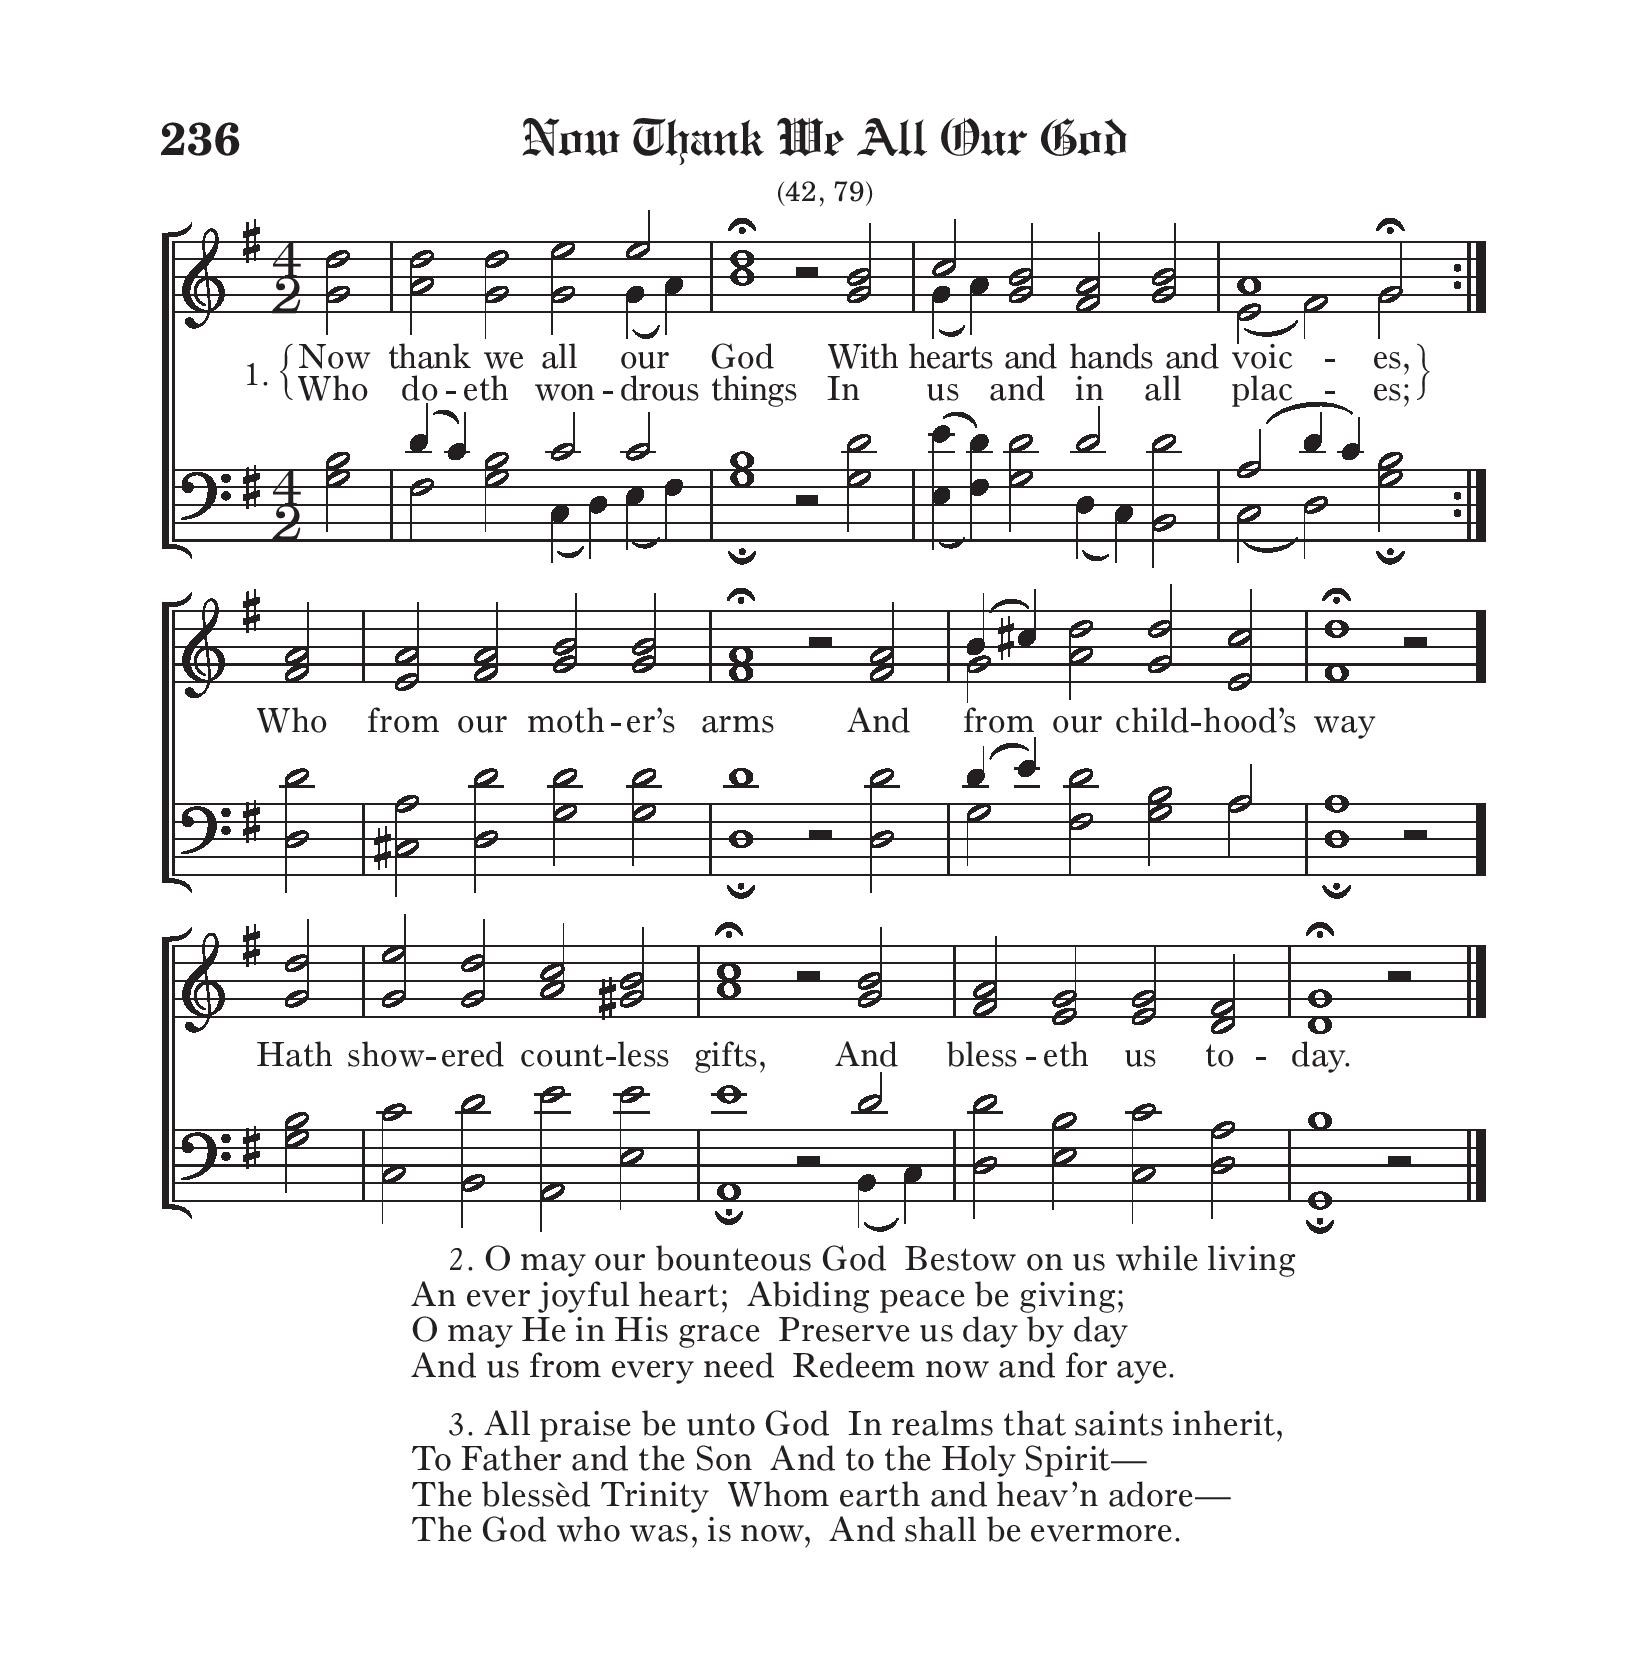 236 Now Thank We All Our God
(42, 79)
4 2
1. Now thank we all our God With hearts and hands and voic - es,
Who do - eth won - drous things In us and in all plac - es;
4 2
Who from our moth - er’s arms And from our child - hood’s way
Hath show - ered count - less gifts, And bless - eth us to - day.
2. O may our bounteous God Bestow on us while living
An ever joyful heart; Abiding peace be giving;
O may He in His grace Preserve us day by day
And us from every need Redeem now and for aye.
3. All praise be unto God In realms that saints inherit,
To Father and the Son And to the Holy Spirit—
The blessèd Trinity Whom earth and heav’n adore—
The God who was, is now, And shall be evermore.